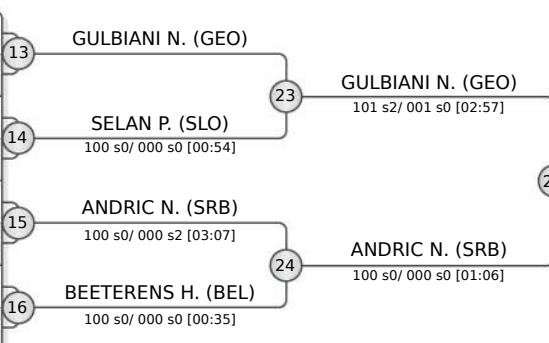 13
GULBIANI N. (GEO)
23
GULBIANI N. (GEO)
101 s2/ 001 s0 [02:57]
14
SELAN P. (SLO)
100 s0/ 000 s0 [00:54]
15
ANDRIC N. (SRB)
100 s0/ 000 s2 [03:07]
24
ANDRIC N. (SRB)
100 s0/ 000 s0 [01:06]
16
BEETERENS H. (BEL)
100 s0/ 000 s0 [00:35]